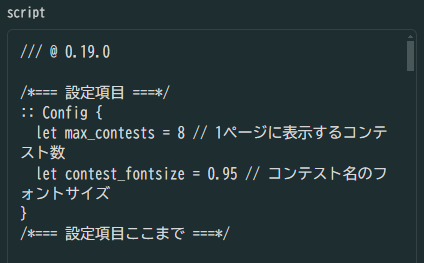 script
/// @ 0.19.0
/*=== 設定項目 ===*/
:: Config {
let max_contests = 8 // 1ページに表示するコンテ
スト数
let contest_fontsize = 0.95 // コンテスト名のフ
ォントサイズ
}
/*=== 設定項目ここまで ===*/